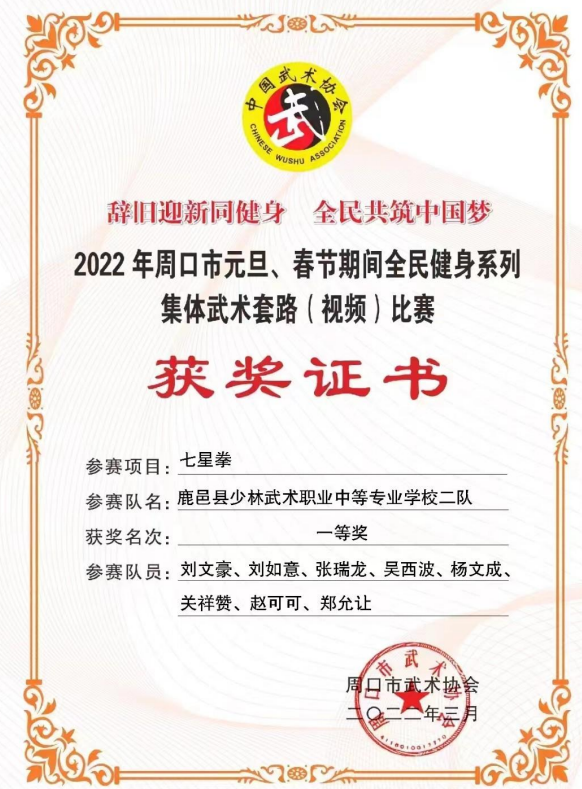 中国武术协会
武
CHINESE WUSHU ASSOCIATION
辞旧迎新同健身 全民共筑中国梦
2022年周口市元旦、春节期间全民健身系列
集体武术套路（视频）比赛
获奖证书
参赛项目：七星拳
参赛队名：鹿邑县少林武术职业中等专业学校二队
获奖名次：一等奖
参赛队员：刘文豪、刘如意、张瑞龙、吴西波、杨文成、
关祥赞、赵可可、郑允让
周口市武术协会
二〇二二年三月
周口市武术协会